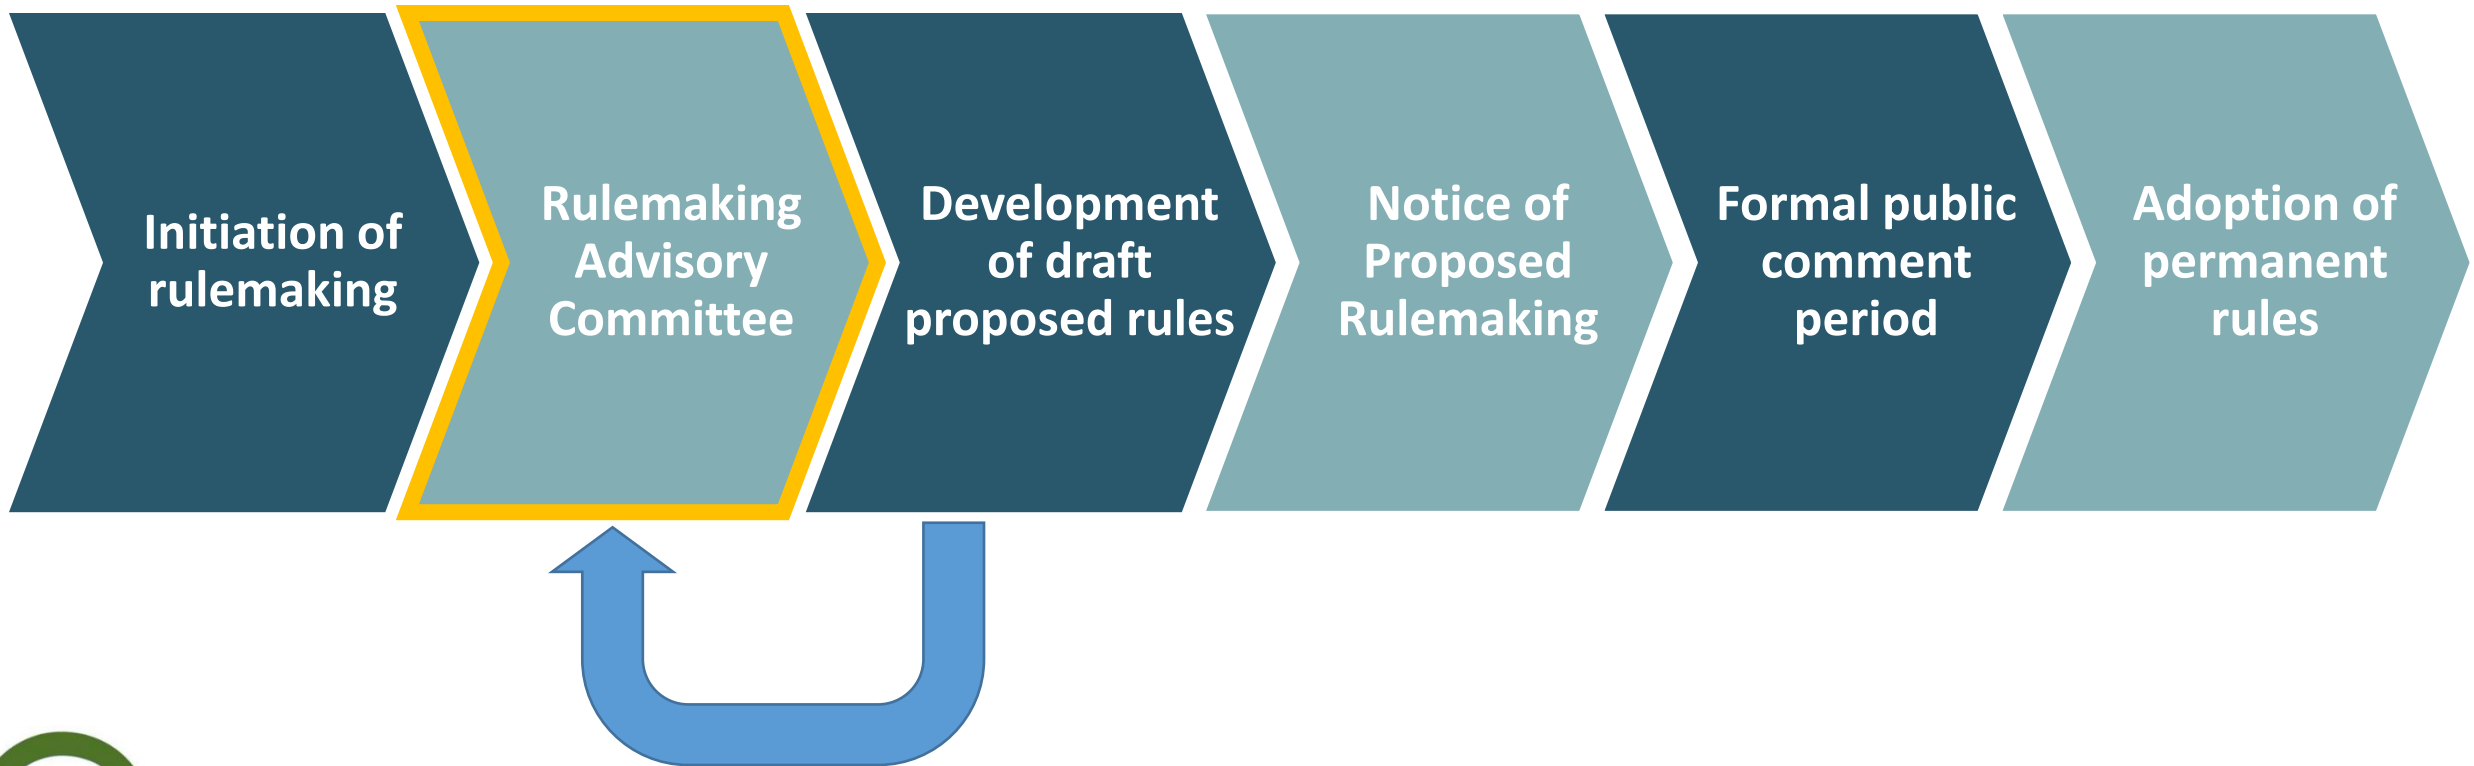 Initiation of
rulemaking
Rulemaking
Advisory
Committee
Development
of draft
proposed rules
Notice of
Proposed
Rulemaking
Formal public
comment
period
Adoption of
permanent
rules